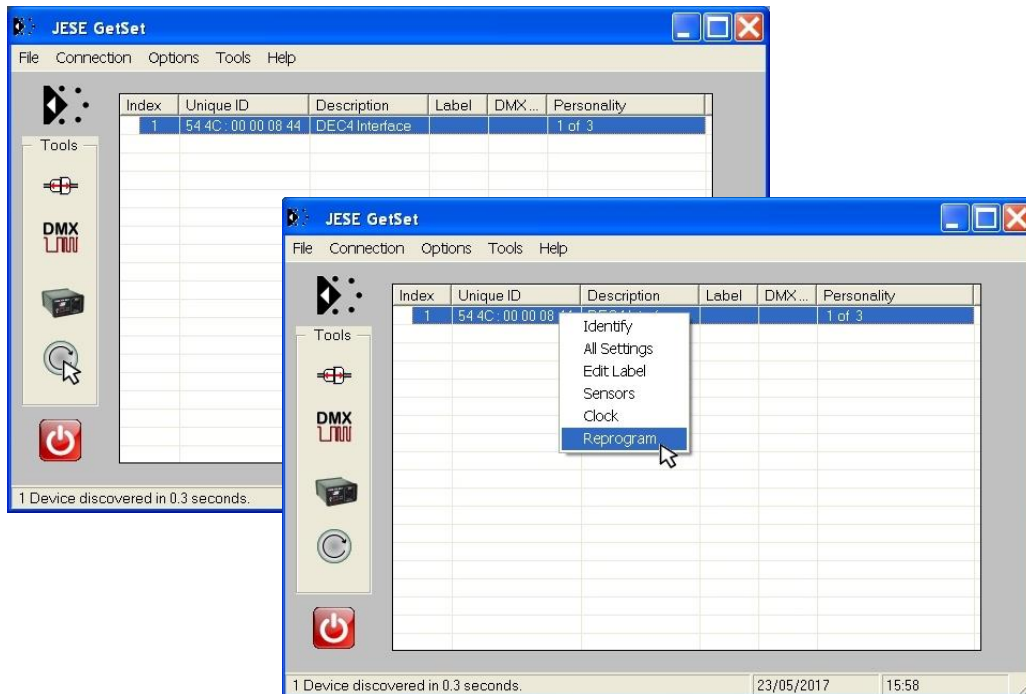 JESE GetSet
File Connection Options Tools Help
Index Unique ID Description Label DMX... Personality
1 54 4C : 00 00 08 44 DEC4 Interface 1 of 3
Tools
DMX
1 Device discovered in 0.3 seconds.
JESE GetSet
File Connection Options Tools Help
Index Unique ID Description Label DMX... Personality
1 54 4C : 00 00 08 1 of 3
Identify
All Settings
Edit Label
Sensors
Clock
Reprogram
Tools
DMX
1 Device discovered in 0.3 seconds. 23/05/2017 15:58